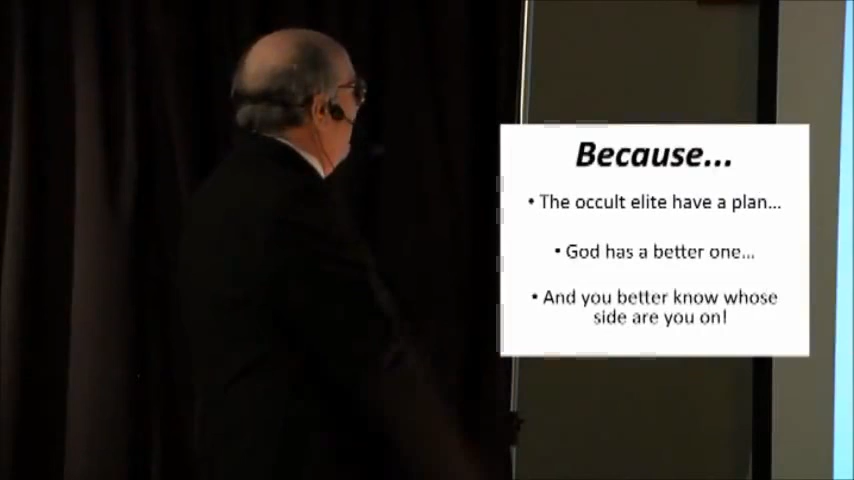 Because...
• The occult elite have a plan...
• God has a better one...
• And you better know whose
side are you on!